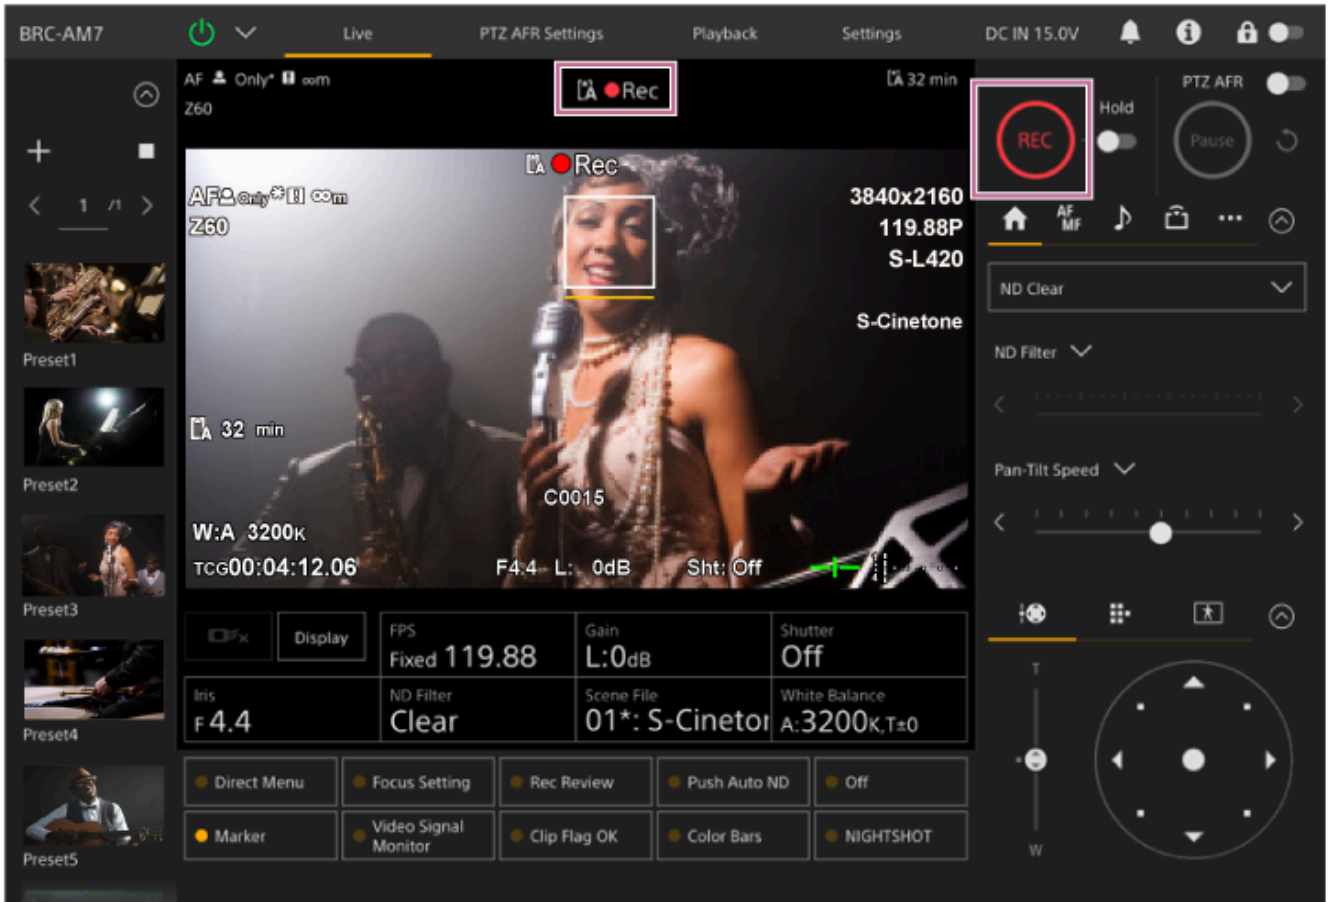 BRC-AM7
Live
PTZ AFR Settings
Playback
Settings
DC IN 15.0V
AF Only* ∞m
Z60
A Rec
A 32 min
REC
Hold
PTZ AFR
Pause
1 /1
Preset1
Preset2
Preset3
Preset4
Preset5
A Rec
AF Only* ∞m
Z60
3840x2160
119.88P
S-L420
S-Cinetone
A 32 min
C0015
W:A 3200K
TCG00:04:12.06
F4.4 L: 0dB Sht: Off
Display
FPS
Fixed 119.88
Gain
L:0dB
Shutter
Off
Iris
F4.4
ND Filter
Clear
Scene File
01*: S-Cinetor
White Balance
A:3200K,T±0
Direct Menu
Focus Setting
Rec Review
Push Auto ND
Off
Marker
Video Signal
Monitor
Clip Flag OK
Color Bars
NIGHTSHOT
AF
MF
ND Clear
ND Filter
Pan-Tilt Speed
T
W